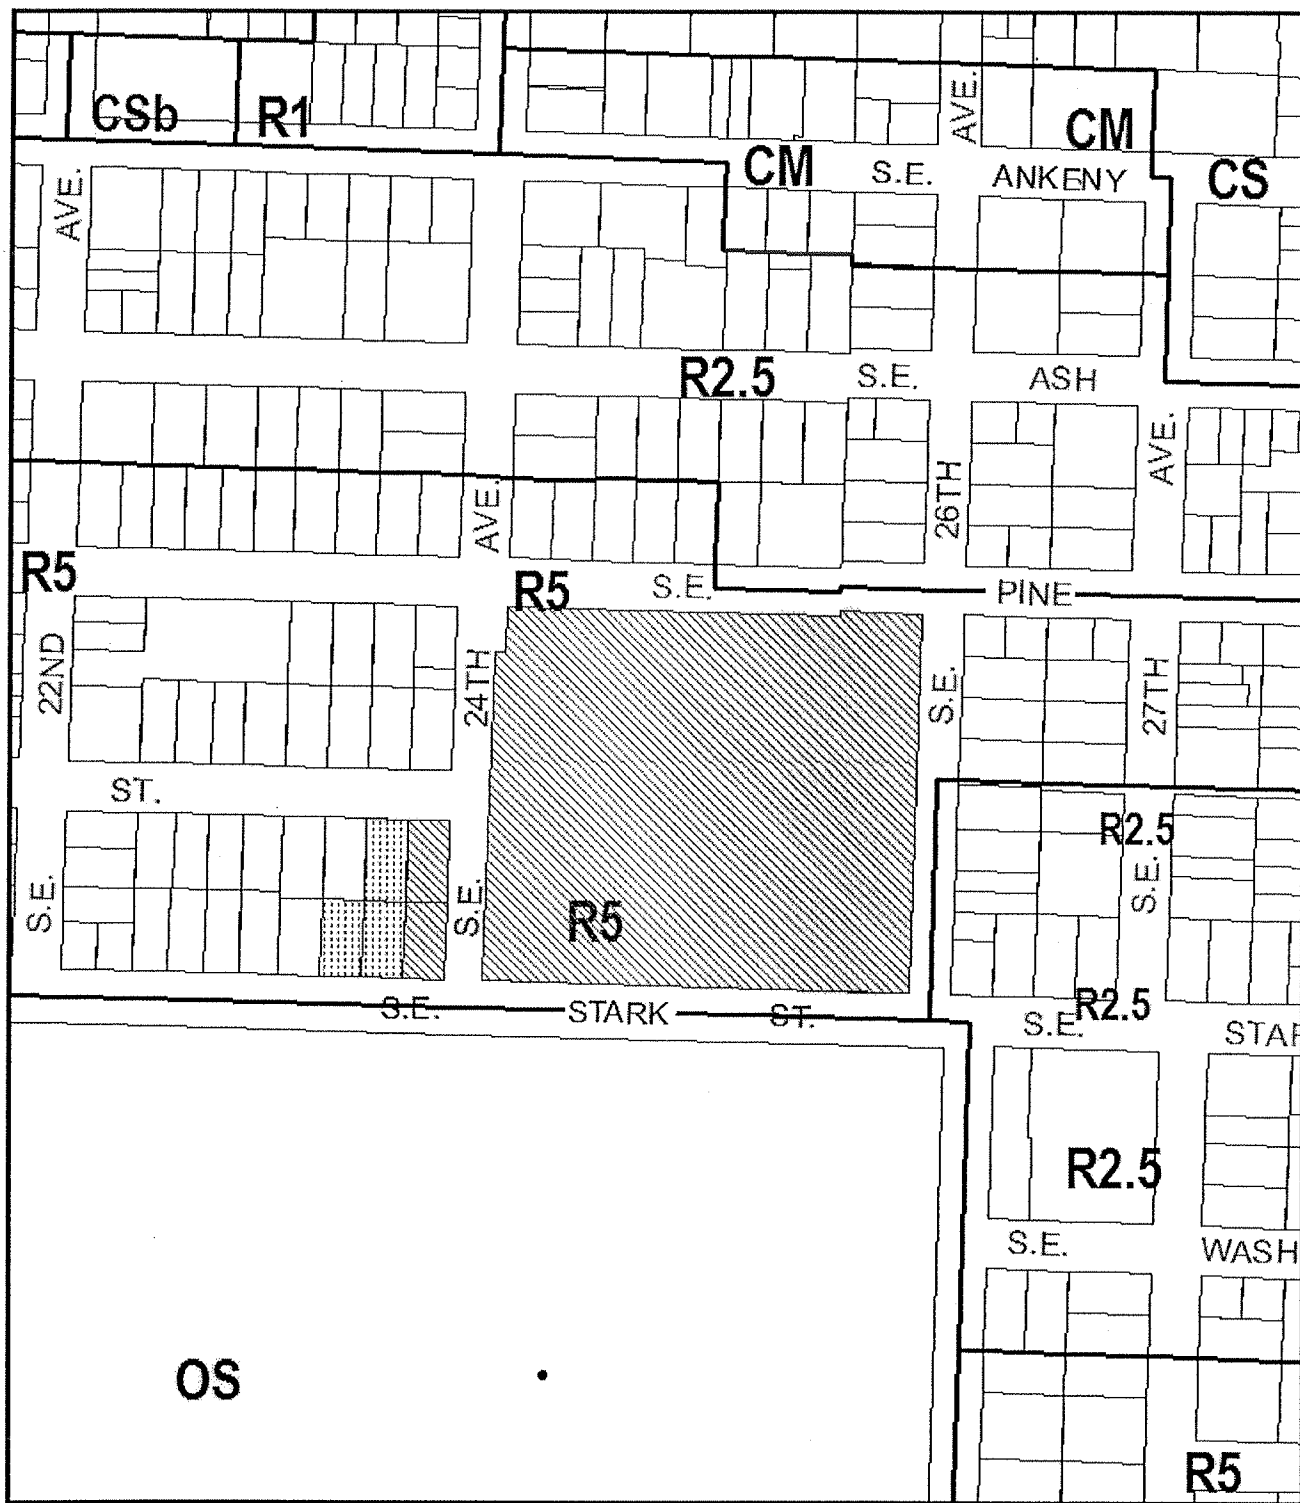 CSb
R1
CM
S.E.
AVE.
ANKENY
CM
CS
AVE.
R2.5
S.E.
ASH
AVE.
AVE.
26TH
R5
R5
S.E.
PINE
22ND
24TH
S.E.
27TH
ST.
R2.5
S.E.
S.E.
S.E.
R5
S.E.
STARK
ST.
R2.5
S.E.
STAR
R2.5
S.E.
WASH
OS
R5